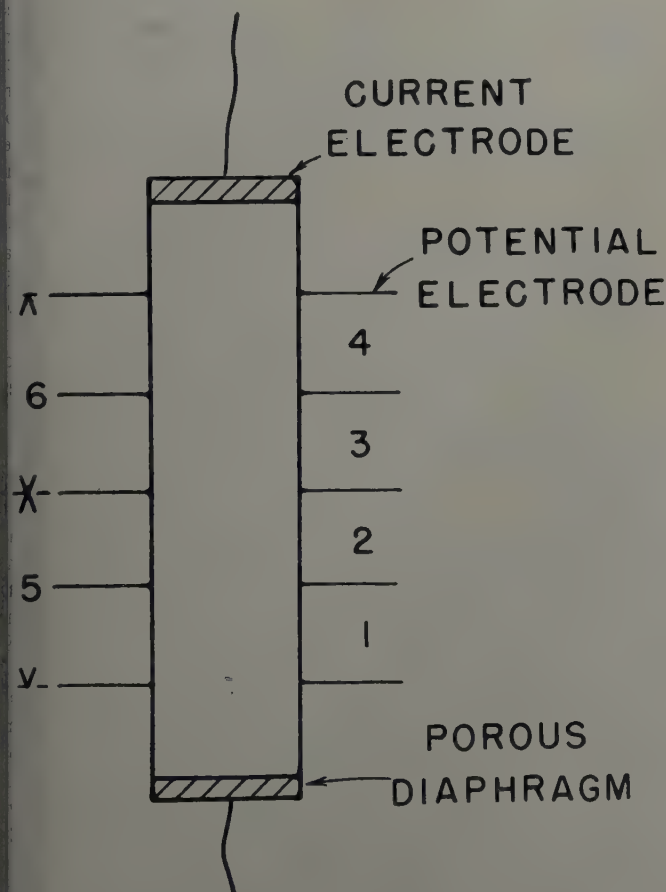 CURRENT
ELECTRODE
POTENTIAL
ELECTRODE
4
6
3
2
5
1
POROUS
DIAPHRAGM